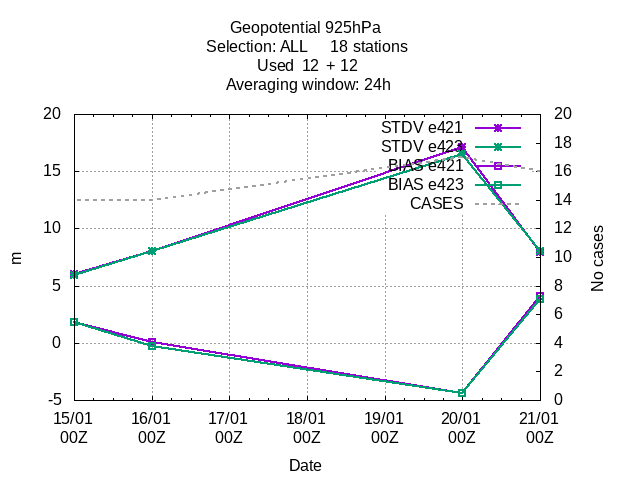 Geopotential 925hPa
Selection: ALL     18 stations
Used  12  + 12
Averaging window: 24h
STDV e421
STDV e423
BIAS e421
BIAS e423
CASES
20
15
10
5
0
-5
m
20
18
16
14
12
10
8
6
4
2
0
No cases
15/01 16/01 17/01 18/01 19/01 20/01 21/01
00Z 00Z 00Z 00Z 00Z 00Z 00Z
Date